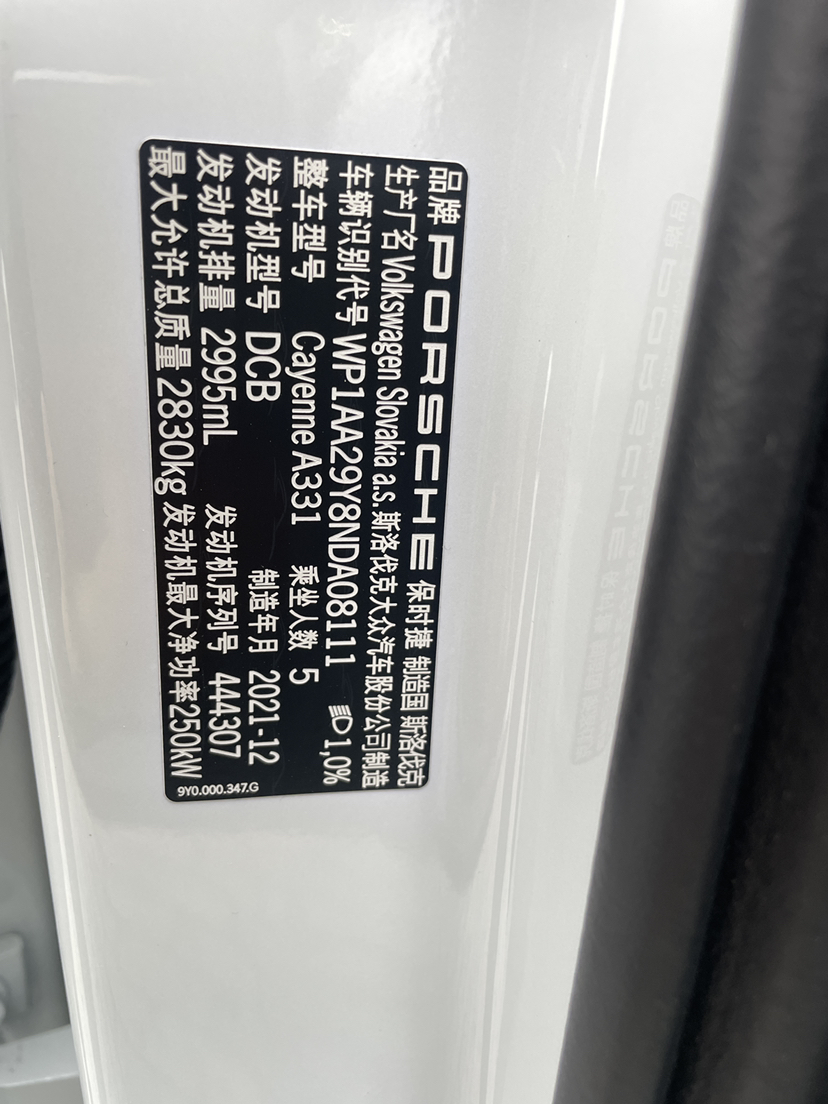 品牌 PORSCHE 保时捷 制造国 斯洛伐克
生产厂名 Volkswagen Slovakia a.s. 斯洛伐克大众汽车股份公司制造
车辆识别代号 WP1AA29Y8NDA08111 1,0%
整车型号 Cayenne A331 乘坐人数 5
发动机型号 DCB 制造年月 2021-12
发动机排量 2995mL 发动机序列号 444307
最大允许总质量 2830kg 发动机最大净功率250kW
9Y0.000.347.G